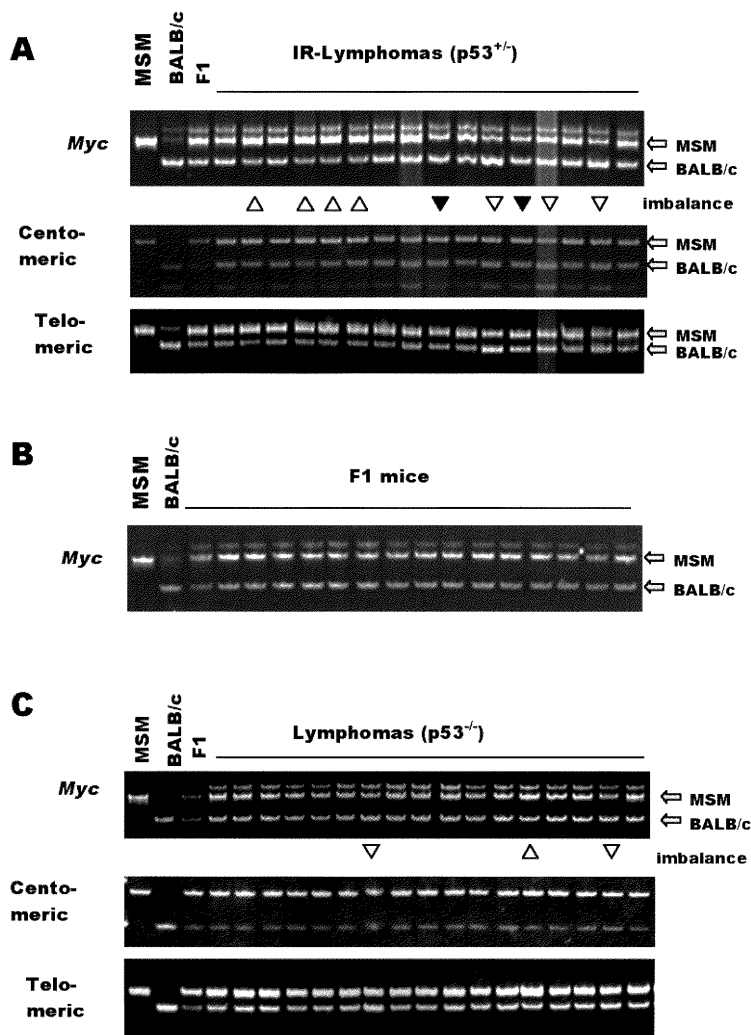 A
MSM
BALB/c
F1
IR-Lymphomas (p53+/-)
Myc
MSM
BALB/c
imbalance
Cento-
meric
MSM
BALB/c
Telo-
meric
MSM
BALB/c
B
MSM
BALB/c
F1 mice
Myc
MSM
BALB/c
C
MSM
BALB/c
F1
Lymphomas (p53-/-)
Myc
MSM
BALB/c
imbalance
Cento-
meric
Telo-
meric